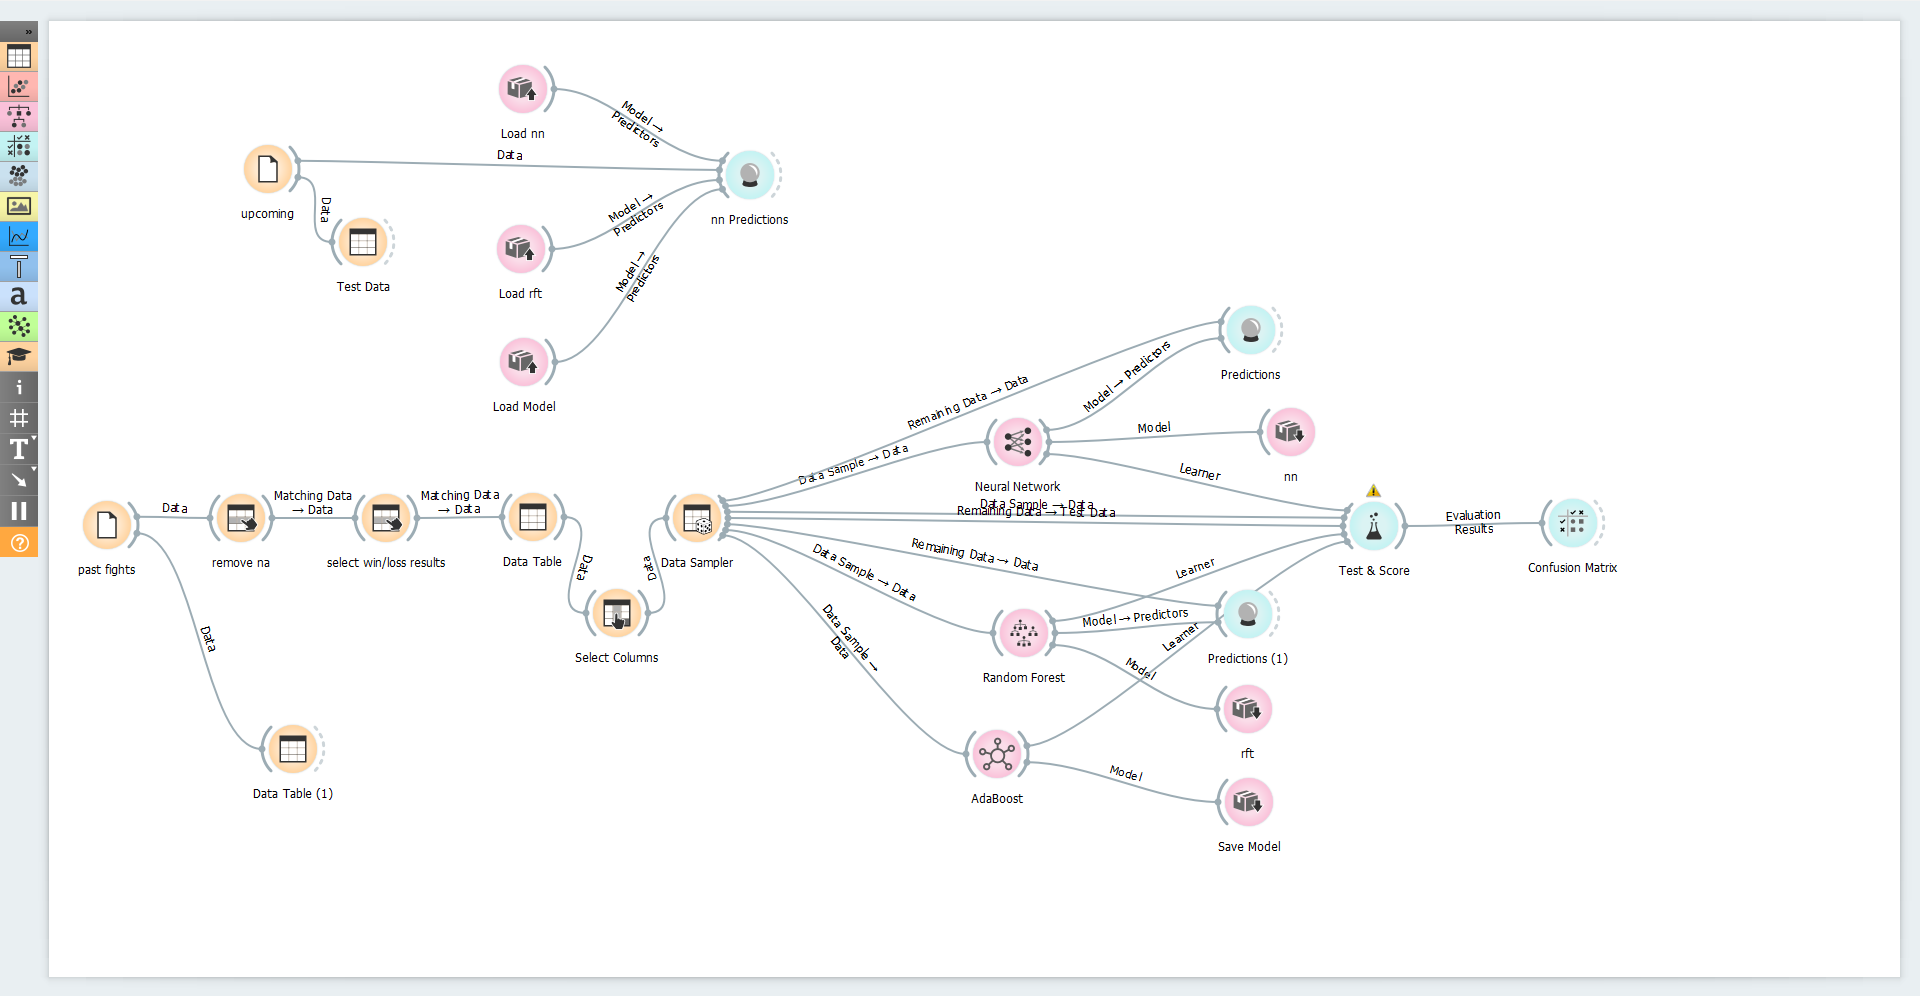 »
Load nn
Model →
Predictors
Data
upcoming
nn Predictions
Data
Test Data
Model →
Predictors
Load rft
Model →
Predictors
Load Model
Predictions
Remaining Data → Data
Model → Predictors
Data Sample → Data
Neural Network
Model
nn
Learner
past fights
Data
remove na
Matching Data
→ Data
select win/loss results
Matching Data
→ Data
Data Table
Data
Select Columns
Data
Data Sampler
Data Sample → Data
Remaining Data → Test Data
Test & Score
Evaluation
Results
Confusion Matrix
Remaining Data → Data
Data Sample → Data
Learner
Random Forest
Model → Predictors
Predictions (1)
Model
rft
Data Sample →
Data
Learner
AdaBoost
Model
Save Model
Data
Data Table (1)
a
i
#
T
?